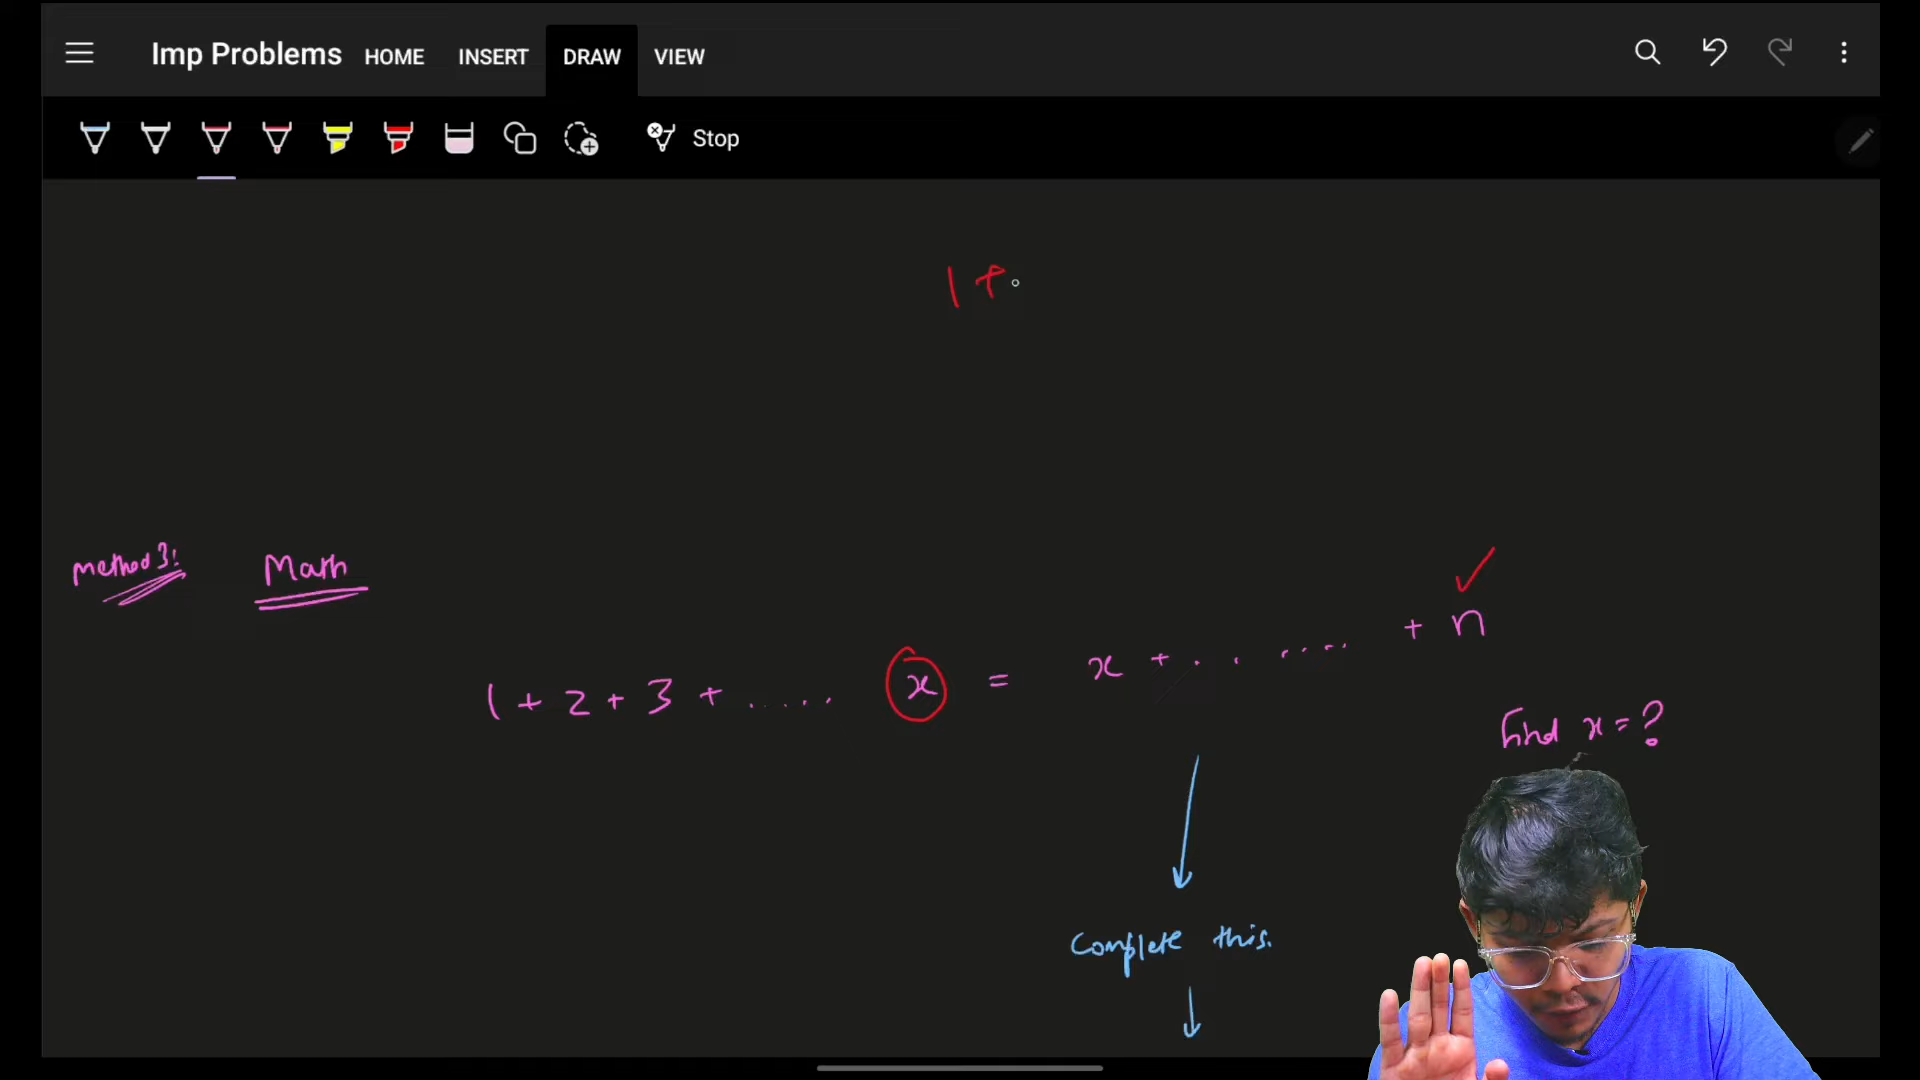 Imp Problems HOME INSERT DRAW VIEW
Stop
1 +
Method 3: Math
1 + 2 + 3 + ..... x = x + . . ..... + n
Find x = ?
Complete this.